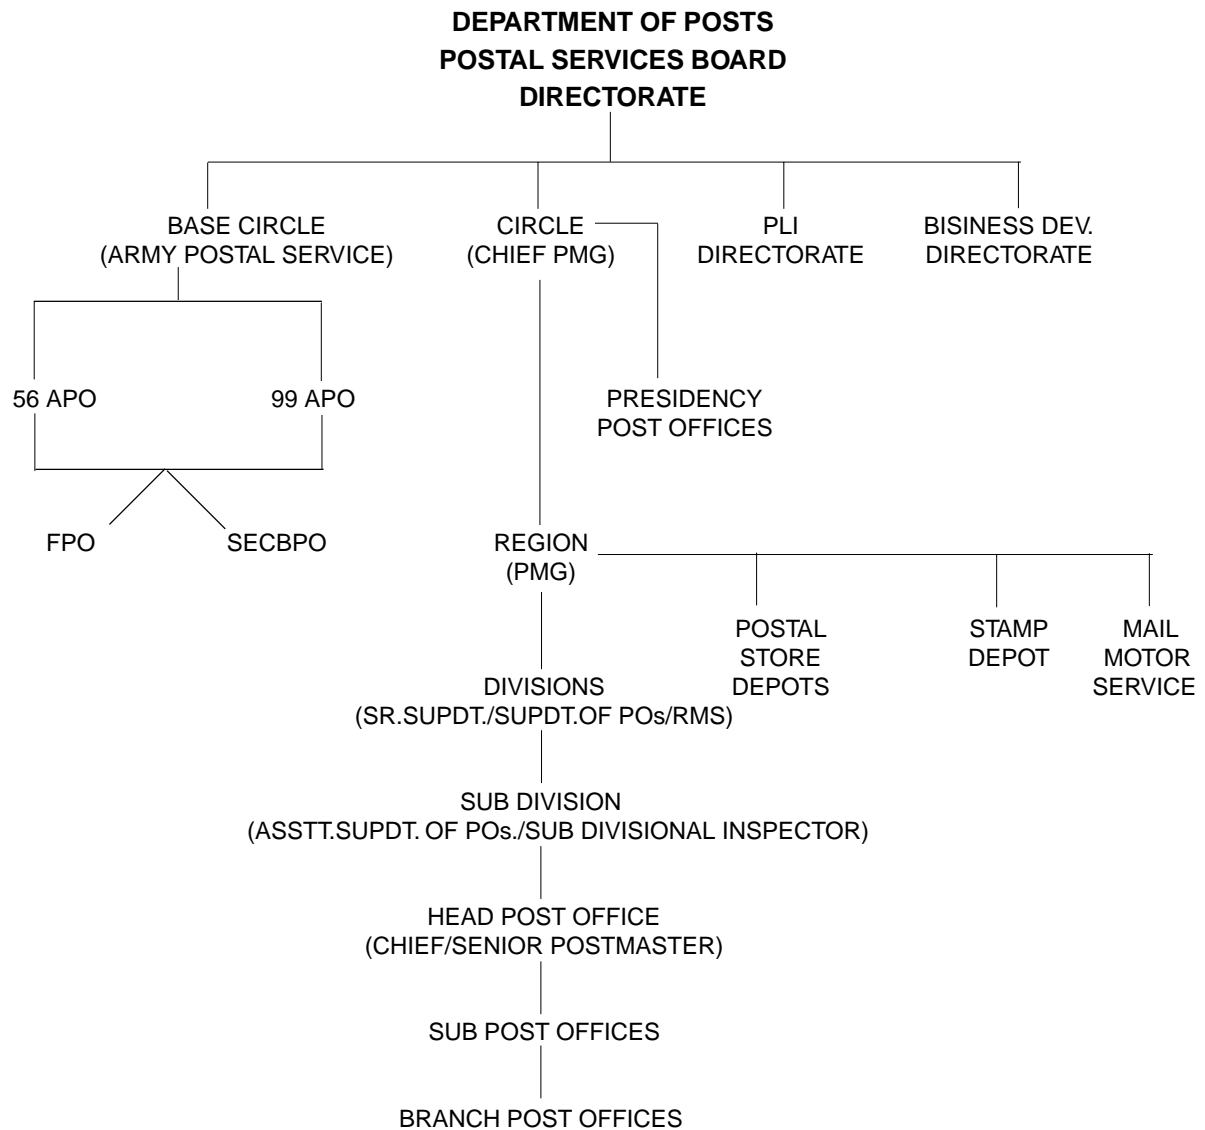 DEPARTMENT OF POSTS
POSTAL SERVICES BOARD
DIRECTORATE
BASE CIRCLE
(ARMY POSTAL SERVICE)
CIRCLE
(CHIEF PMG)
PLI
DIRECTORATE
BISINESS DEV.
DIRECTORATE
56 APO
99 APO
PRESIDENCY
POST OFFICES
FPO
SECBPO
REGION
(PMG)
POSTAL
STORE
DEPOTS
STAMP
DEPOT
MAIL
MOTOR
SERVICE
DIVISIONS
(SR.SUPDT./SUPDT.OF POs/RMS)
SUB DIVISION
(ASSTT.SUPDT. OF POs./SUB DIVISIONAL INSPECTOR)
HEAD POST OFFICE
(CHIEF/SENIOR POSTMASTER)
SUB POST OFFICES
BRANCH POST OFFICES